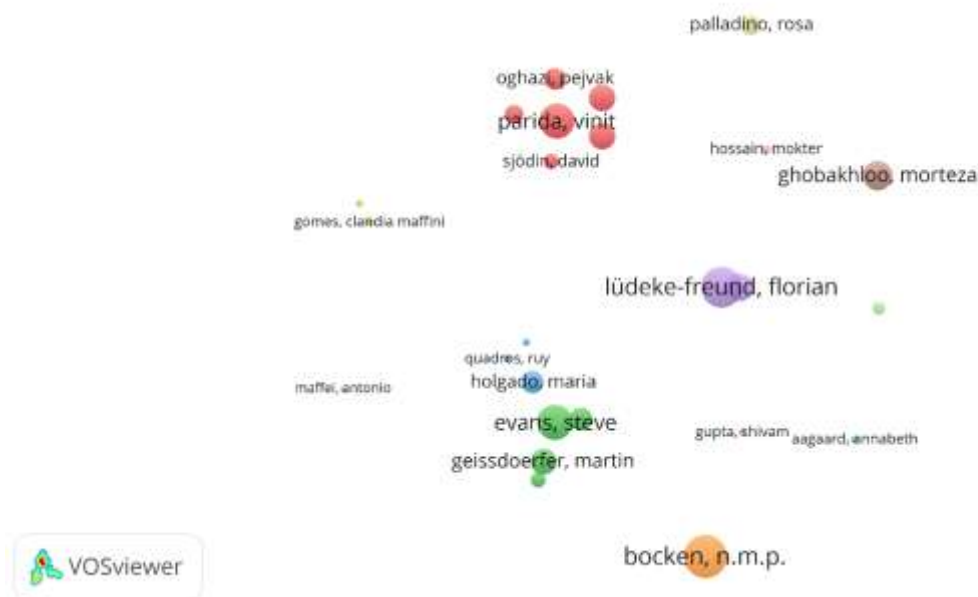 palladino, rosa
oghazi, pejvak
parida, vinit
hossain, mokter
sjödin, david
ghobakhloo, morteza
gomes, claudia maffini
lüdeke-freund, florian
quadros, ruy
holgado, maria
maffei, antonio
evans, steve
gupta, shivam
aagaard, annabeth
geissdoerfer, martin
bocken, n.m.p.
VOSviewer